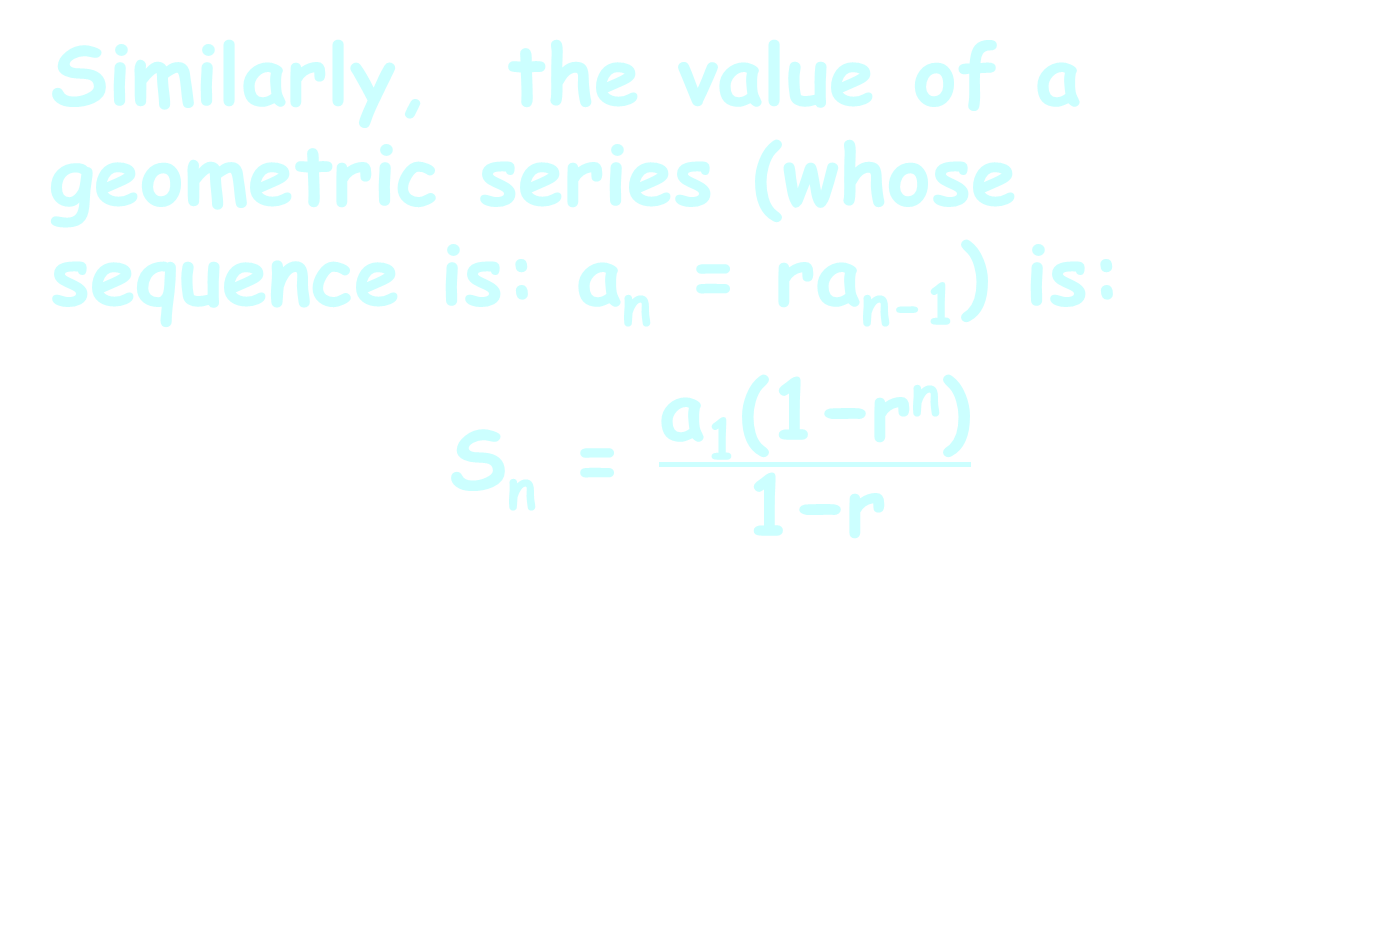 Similarly,  the value of a
geometric series (whose
sequence is: aₙ = raₙ₋₁) is:
Sₙ = a₁(1-rⁿ)
1-r